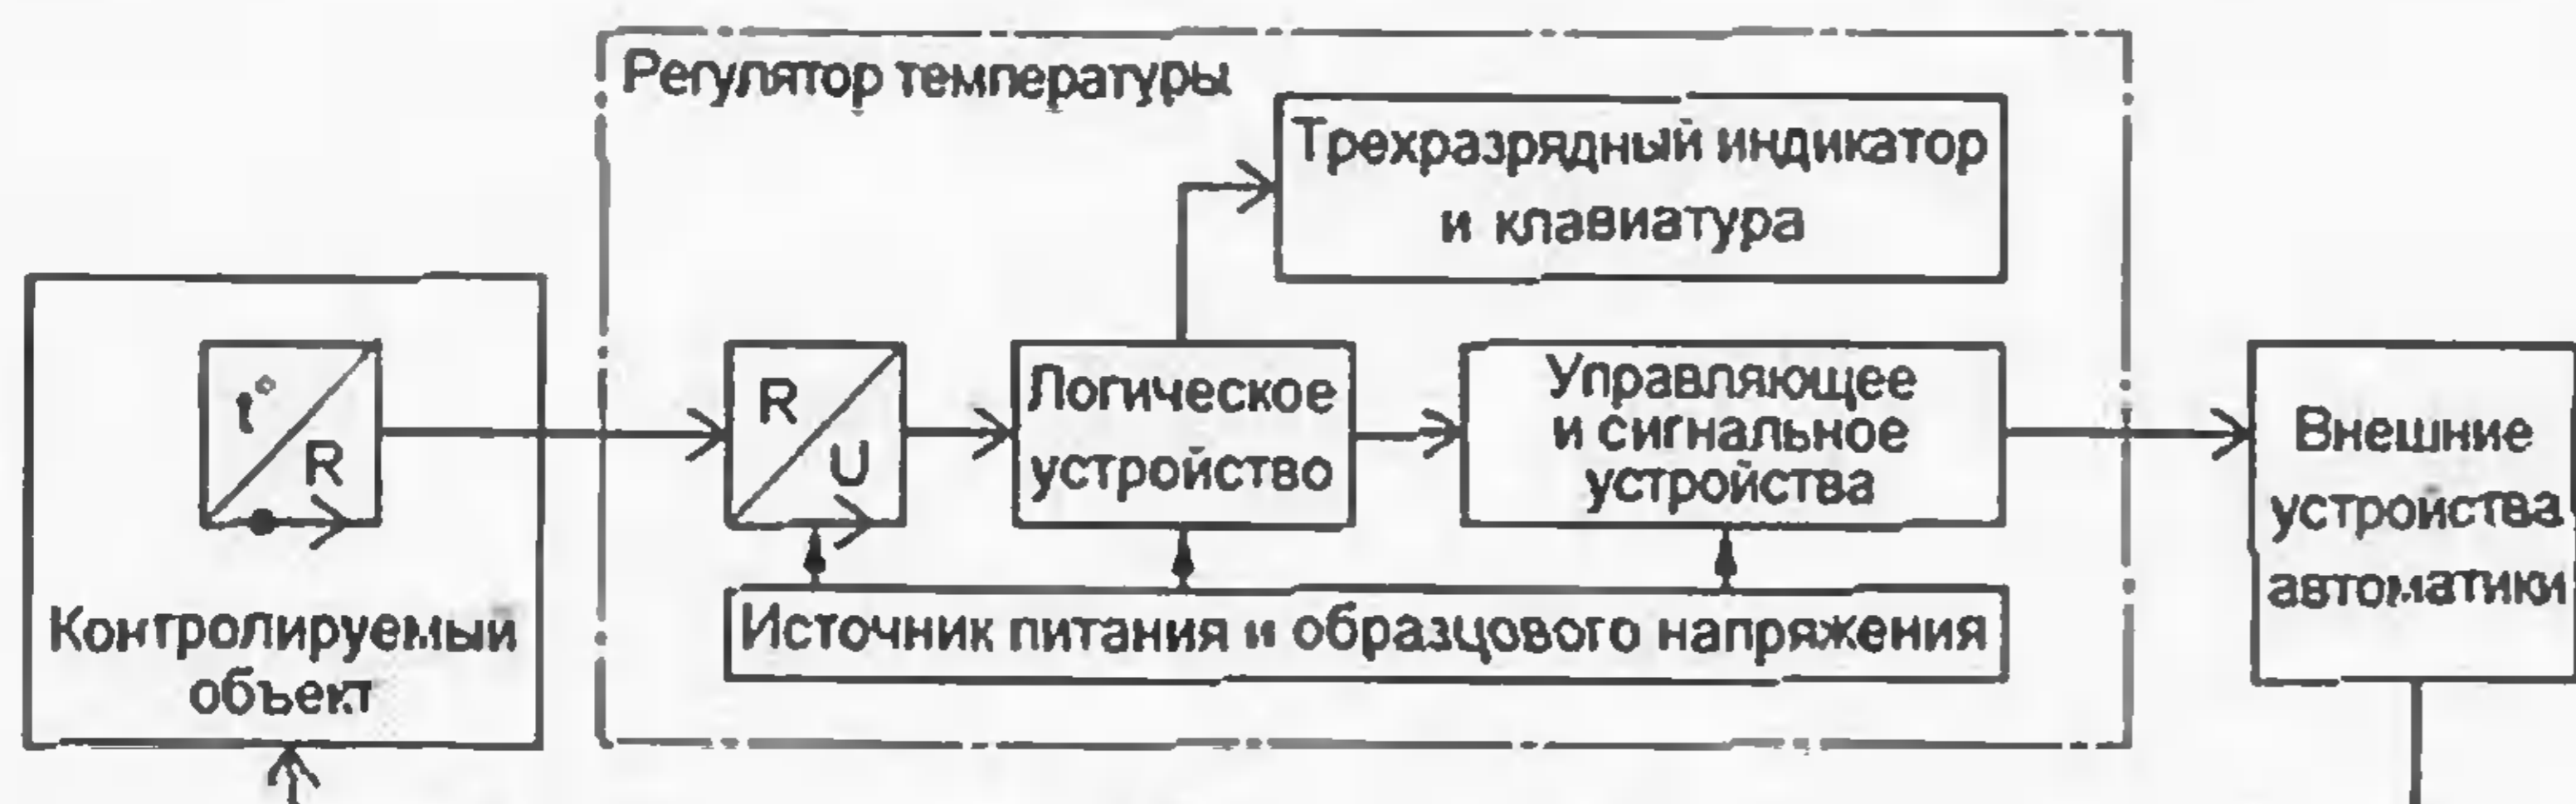 Регулятор температуры
Трехразрядный индикатор
и клавиатура
t°
R
Контролируемый
объект
R
U
Логическое
устройство
Управляющее
и сигнальное
устройства
Источник питания и образцового напряжения
Внешние
устройства
автоматики